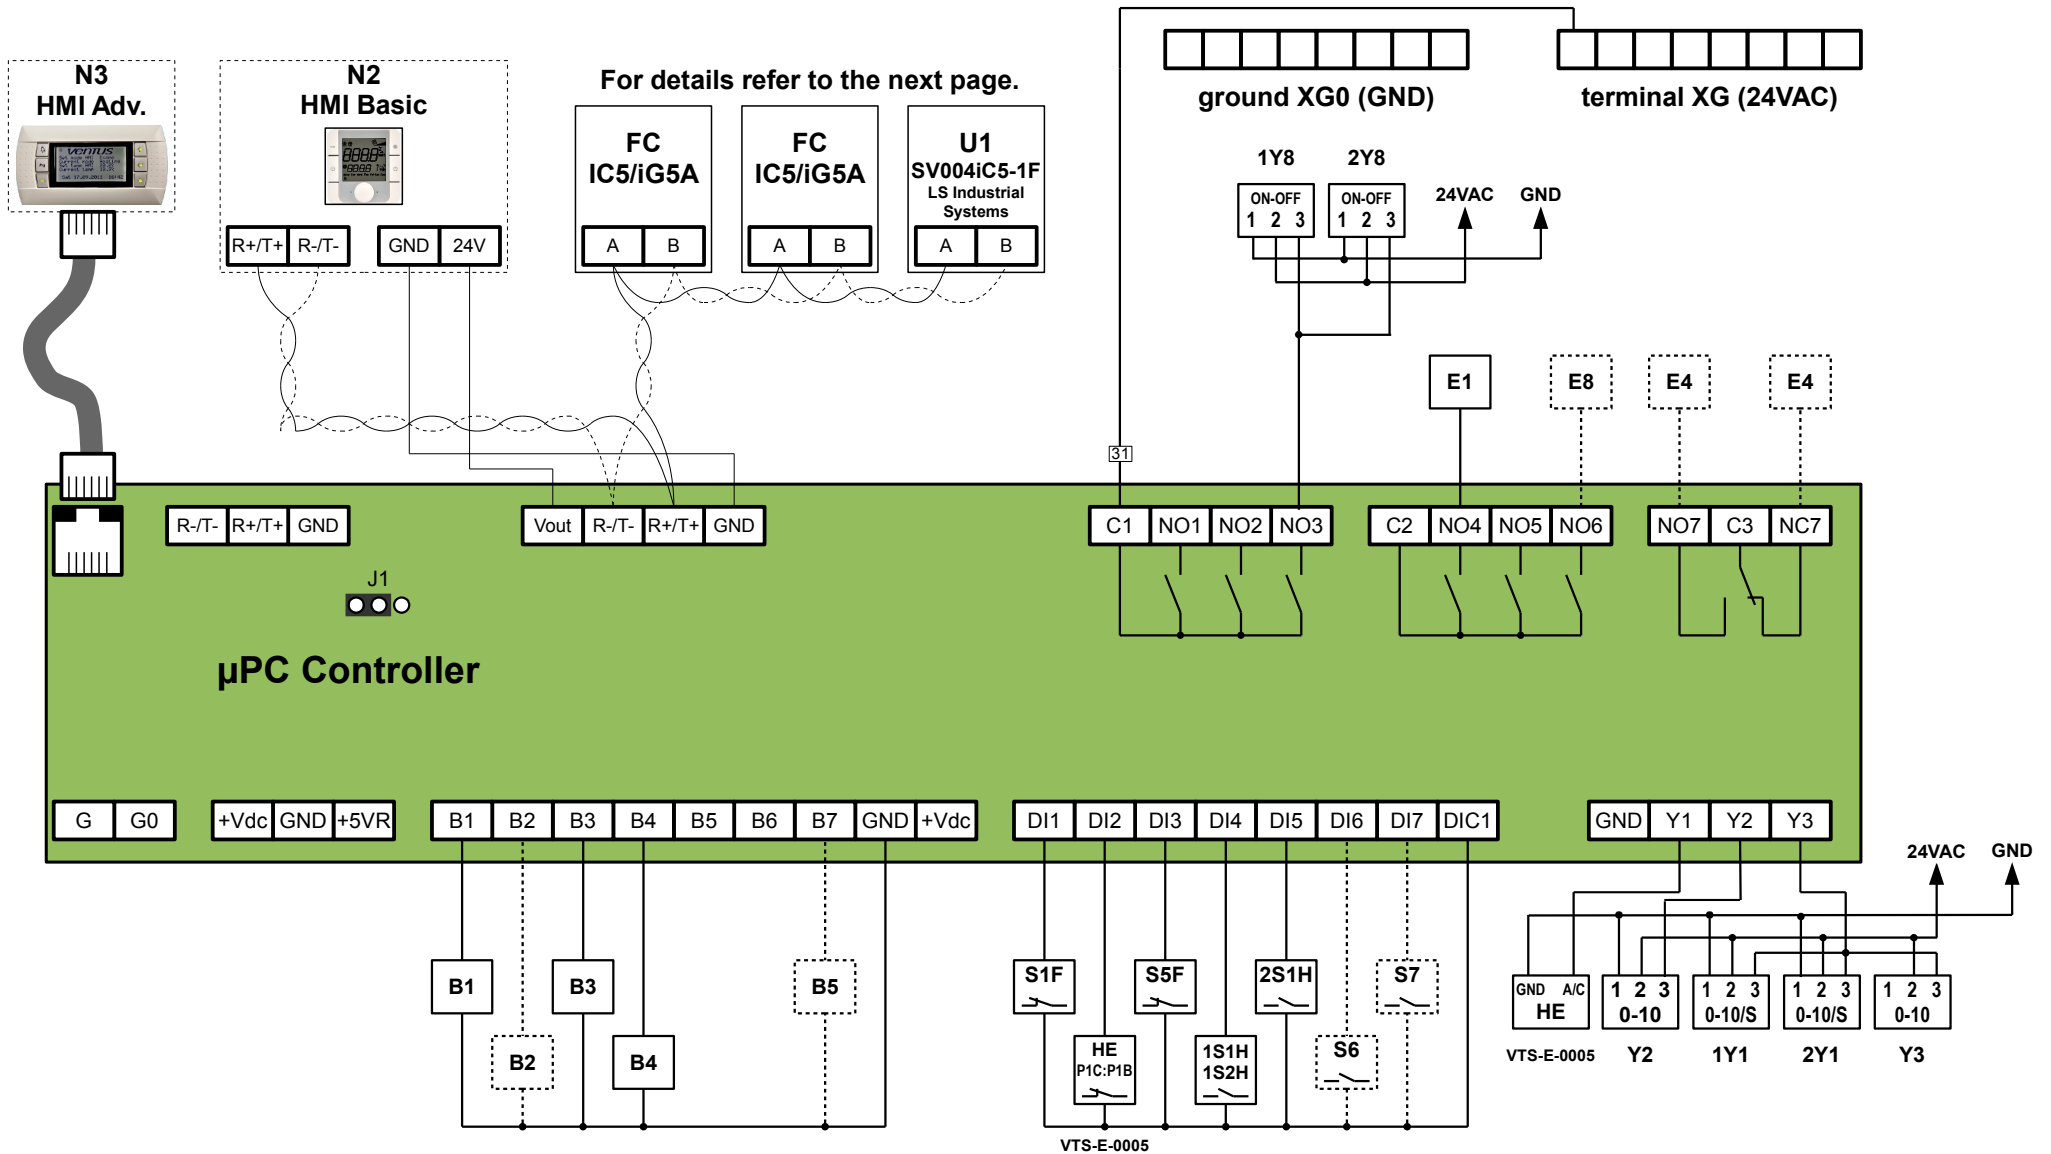 N3
HMI Adv.
N2
HMI Basic
ventus
R+/T+ R-/T- GND 24V
For details refer to the next page.
FC
IC5/iG5A
A B
FC
IC5/iG5A
A B
U1
SV004iC5-1F
LS Industrial
Systems
A B
ground XG0 (GND)
terminal XG (24VAC)
1Y8
ON-OFF
1 2 3
2Y8
ON-OFF
1 2 3
24VAC GND
E1
E8
E4
E4
31
R-/T- R+/T+ GND
Vout R-/T- R+/T+ GND
C1 NO1 NO2 NO3
C2 NO4 NO5 NO6
NO7 C3 NC7
J1
µPC Controller
G G0
+Vdc GND +5VR
B1 B2 B3 B4 B5 B6 B7 GND +Vdc
DI1 DI2 DI3 DI4 DI5 DI6 DI7 DIC1
GND Y1 Y2 Y3
24VAC GND
B1
B3
B5
B2
B4
S1F
S5F
2S1H
S7
HE
P1C:P1B
1S1H
1S2H
S6
VTS-E-0005
GND A/C
HE
VTS-E-0005
1 2 3
0-10
Y2
1 2 3
0-10/S
1Y1
1 2 3
0-10/S
2Y1
1 2 3
0-10
Y3